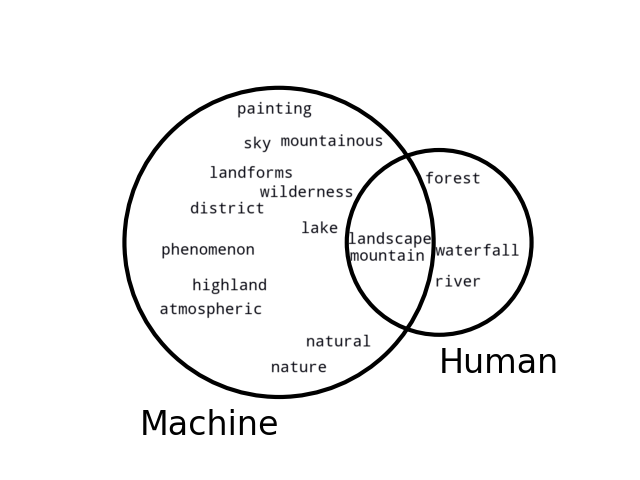 painting
sky mountainous
landforms
forest
wilderness
district
lake
landscape
phenomenon
waterfall
mountain
river
highland
atmospheric
natural
nature
Human
Machine